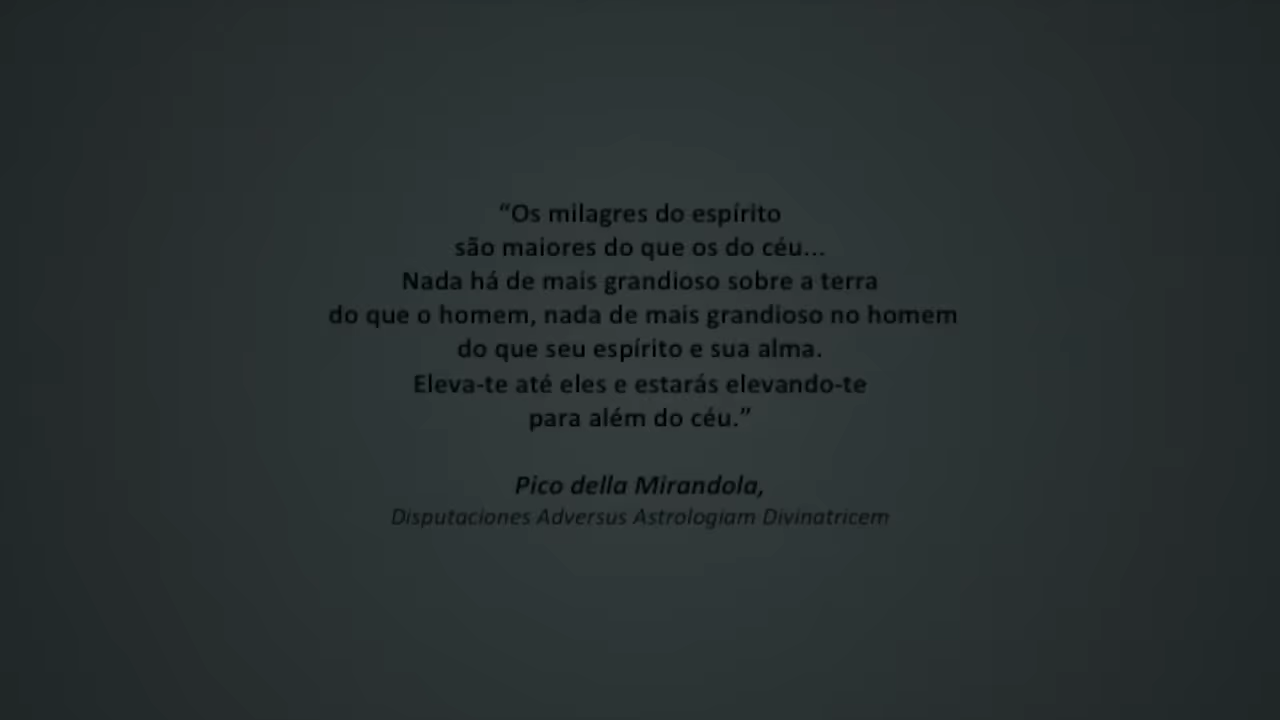 “Os milagres do espírito
são maiores do que os do céu...
Nada há de mais grandioso sobre a terra
do que o homem, nada de mais grandioso no homem
do que seu espírito e sua alma.
Eleva-te até eles e estarás elevando-te
para além do céu.”
Pico della Mirandola,
Disputaciones Adversus Astrologiam Divinatricem